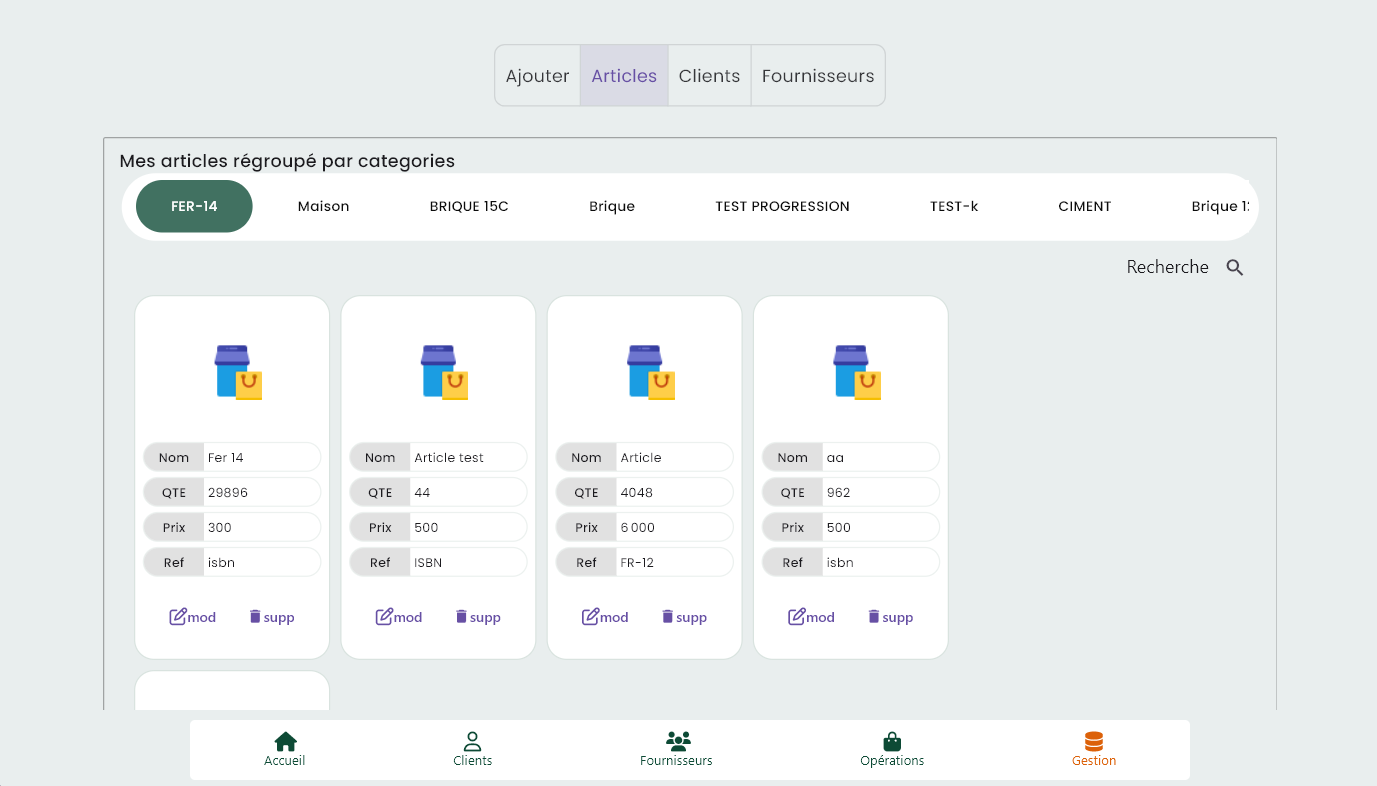 Ajouter Articles Clients Fournisseurs
Mes articles régroupé par categories
FER-14 Maison BRIQUE 15C Brique TEST PROGRESSION TEST-k CIMENT Brique
Recherche
Nom Fer 14
QTE 29896
Prix 300
Ref isbn
mod supp
Nom Article test
QTE 44
Prix 500
Ref ISBN
mod supp
Nom Article
QTE 4048
Prix 6 000
Ref FR-12
mod supp
Nom aa
QTE 962
Prix 500
Ref isbn
mod supp
Accueil Clients Fournisseurs Opérations Gestion